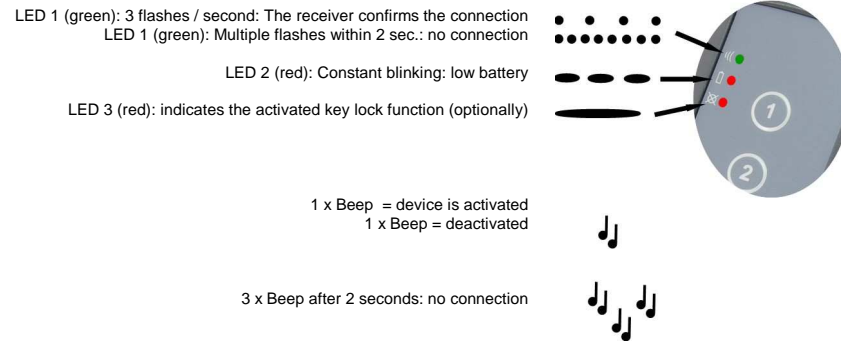 LED 1 (green): 3 flashes / second: The receiver confirms the connection
LED 1 (green): Multiple flashes within 2 sec.: no connection
LED 2 (red): Constant blinking: low battery
LED 3 (red): indicates the activated key lock function (optionally)
1
2
1 x Beep  = device is activated
1 x Beep = deactivated
3 x Beep after 2 seconds: no connection